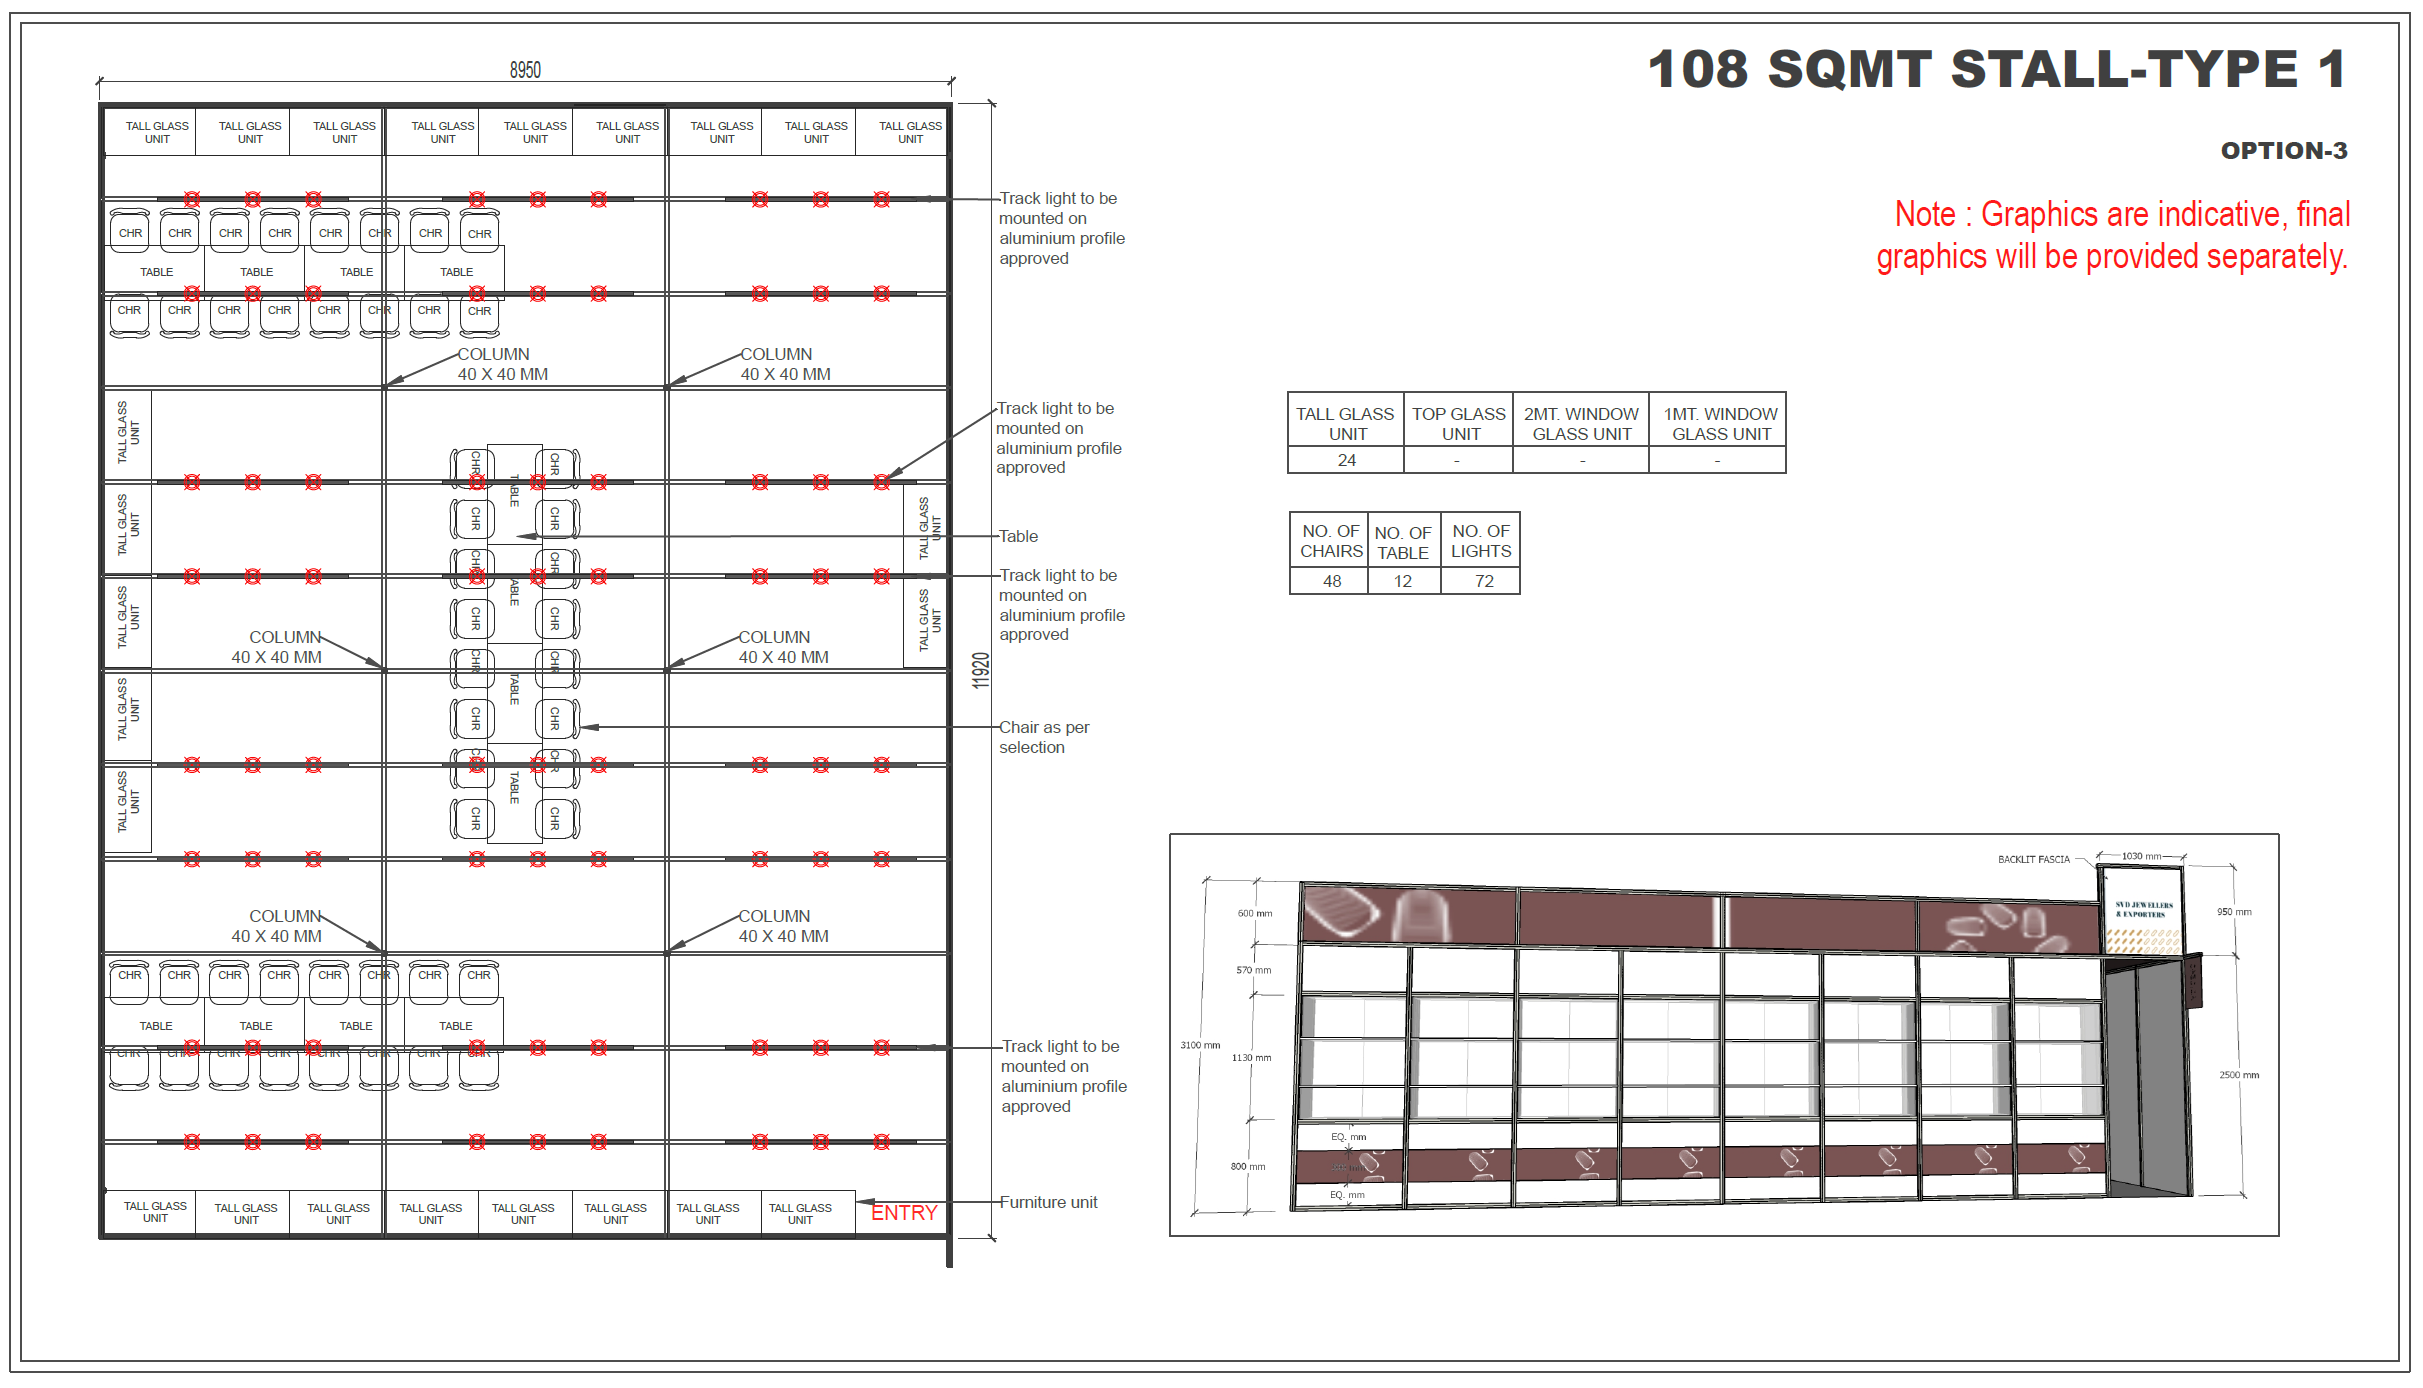 108 SQMT STALL-TYPE 1
OPTION-3
Note : Graphics are indicative, final
graphics will be provided separately.
8950
TALL GLASS
UNIT
TALL GLASS
UNIT
TALL GLASS
UNIT
TALL GLASS
UNIT
TALL GLASS
UNIT
TALL GLASS
UNIT
TALL GLASS
UNIT
TALL GLASS
UNIT
TALL GLASS
UNIT
Track light to be
mounted on
aluminium profile
approved
CHR CHR CHR CHR CHR CHR CHR CHR
TABLE TABLE TABLE TABLE
CHR CHR CHR CHR CHR CHR CHR CHR
COLUMN
40 X 40 MM
COLUMN
40 X 40 MM
TALL GLASS
UNIT
TALL GLASS
UNIT
TALL GLASS
UNIT
TALL GLASS
UNIT
TALL GLASS
UNIT
CHR CHR
TABLE
CHR CHR
CHR CHR
TABLE
CHR CHR
CHR CHR
TABLE
CHR CHR
CHR CHR
TABLE
CHR CHR
TALL GLASS
UNIT
TALL GLASS
UNIT
Track light to be
mounted on
aluminium profile
approved
Table
Track light to be
mounted on
aluminium profile
approved
11920
COLUMN
40 X 40 MM
COLUMN
40 X 40 MM
Chair as per
selection
COLUMN
40 X 40 MM
COLUMN
40 X 40 MM
CHR CHR CHR CHR CHR CHR CHR CHR
TABLE TABLE TABLE TABLE
CHR CHR CHR CHR CHR CHR CHR CHR
Track light to be
mounted on
aluminium profile
approved
TALL GLASS
UNIT
TALL GLASS
UNIT
TALL GLASS
UNIT
TALL GLASS
UNIT
TALL GLASS
UNIT
TALL GLASS
UNIT
TALL GLASS
UNIT
TALL GLASS
UNIT
ENTRY
Furniture unit
TALL GLASS
UNIT
TOP GLASS
UNIT
2MT. WINDOW
GLASS UNIT
1MT. WINDOW
GLASS UNIT
24 - - -
NO. OF
CHAIRS
NO. OF
TABLE
NO. OF
LIGHTS
48 12 72
BACKLIT FASCIA
1030 mm
600 mm
SVD JEWELLERS
& EXPORTERS
950 mm
570 mm
3100 mm
1130 mm
2500 mm
EQ. mm
800 mm
EQ. mm